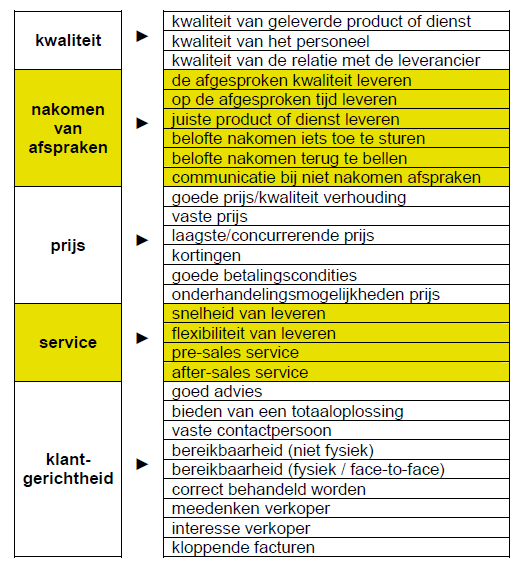 kwaliteit
►
kwaliteit van geleverde product of dienst
kwaliteit van het personeel
kwaliteit van de relatie met de leverancier
nakomen
van
afspraken
►
de afgesproken kwaliteit leveren
op de afgesproken tijd leveren
juiste product of dienst leveren
belofte nakomen iets toe te sturen
belofte nakomen terug te bellen
communicatie bij niet nakomen afspraken
prijs
►
goede prijs/kwaliteit verhouding
vaste prijs
laagste/concurrerende prijs
kortingen
goede betalingscondities
onderhandelingsmogelijkheden prijs
service
►
snelheid van leveren
flexibiliteit van leveren
pre-sales service
after-sales service
klant-
gerichtheid
►
goed advies
bieden van een totaaloplossing
vaste contactpersoon
bereikbaarheid (niet fysiek)
bereikbaarheid (fysiek / face-to-face)
correct behandeld worden
meedenken verkoper
interesse verkoper
kloppende facturen